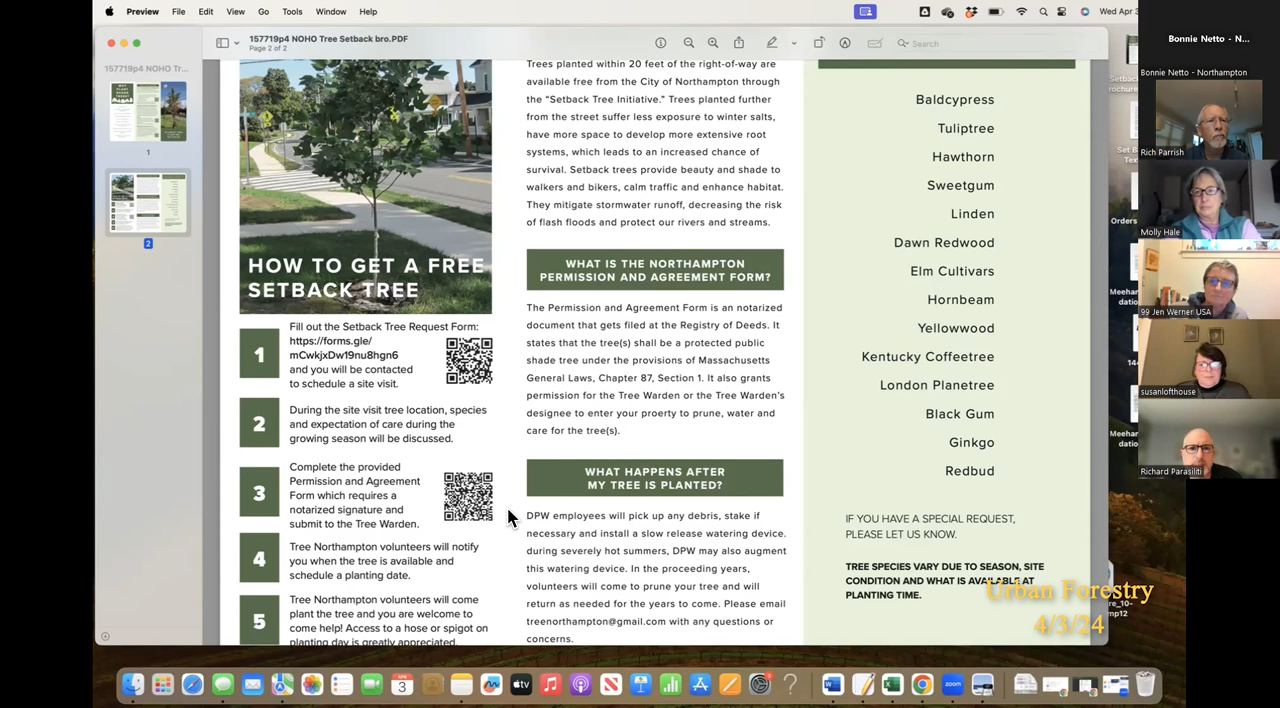 Preview File Edit View Go Tools Window Help
Wed Apr 3
157719p4 NOHO Tree Setback bro.PDF
Page 2 of 2
Search
157719p4 NOHO Tr...
1
2
HOW TO GET A FREE
SETBACK TREE
1
Fill out the Setback Tree Request Form:
https://forms.gle/
mCwkjxDw19nu8hgn6
and you will be contacted
to schedule a site visit.
2
During the site visit tree location, species
and expectation of care during the
growing season will be discussed.
3
Complete the provided
Permission and Agreement
Form which requires a
notarized signature and
submit to the Tree Warden.
4
Tree Northampton volunteers will notify
you when the tree is available and
schedule a planting date.
5
Tree Northampton volunteers will come
plant the tree and you are welcome to
come help! Access to a hose or spigot on
planting day is greatly appreciated.
Trees planted within 20 feet of the right-of-way are
available free from the City of Northampton through
the “Setback Tree Initiative.” Trees planted further
from the street suffer less exposure to winter salts,
have more space to develop more extensive root
systems, which leads to an increased chance of
survival. Setback trees provide beauty and shade to
walkers and bikers, calm traffic and enhance habitat.
They mitigate stormwater runoff, decreasing the risk
of flash floods and protect our rivers and streams.
WHAT IS THE NORTHAMPTON
PERMISSION AND AGREEMENT FORM?
The Permission and Agreement Form is an notarized
document that gets filed at the Registry of Deeds. It
states that the tree(s) shall be a protected public
shade tree under the provisions of Massachusetts
General Laws, Chapter 87, Section 1. It also grants
permission for the Tree Warden or the Tree Warden’s
designee to enter your proerty to prune, water and
care for the tree(s).
WHAT HAPPENS AFTER
MY TREE IS PLANTED?
DPW employees will pick up any debris, stake if
necessary and install a slow release watering device.
during severely hot summers, DPW may also augment
this watering device. In the proceeding years,
volunteers will come to prune your tree and will
return as needed for the years to come. Please email
treenorthampton@gmail.com with any questions or
concerns.
Baldcypress
Tuliptree
Hawthorn
Sweetgum
Linden
Dawn Redwood
Elm Cultivars
Hornbeam
Yellowwood
Kentucky Coffeetree
London Planetree
Black Gum
Ginkgo
Redbud
IF YOU HAVE A SPECIAL REQUEST,
PLEASE LET US KNOW.
TREE SPECIES VARY DUE TO SEASON, SITE
CONDITION AND WHAT IS AVAILABLE AT
PLANTING TIME.
Urban Forestry
4/3/24
Bonnie Netto - N...
Bonnie Netto - Northampton
Rich Parrish
Molly Hale
99 Jen Werner USA
susanlofthouse
Richard Parasiliti
Orders
tv
APR
3
zoom